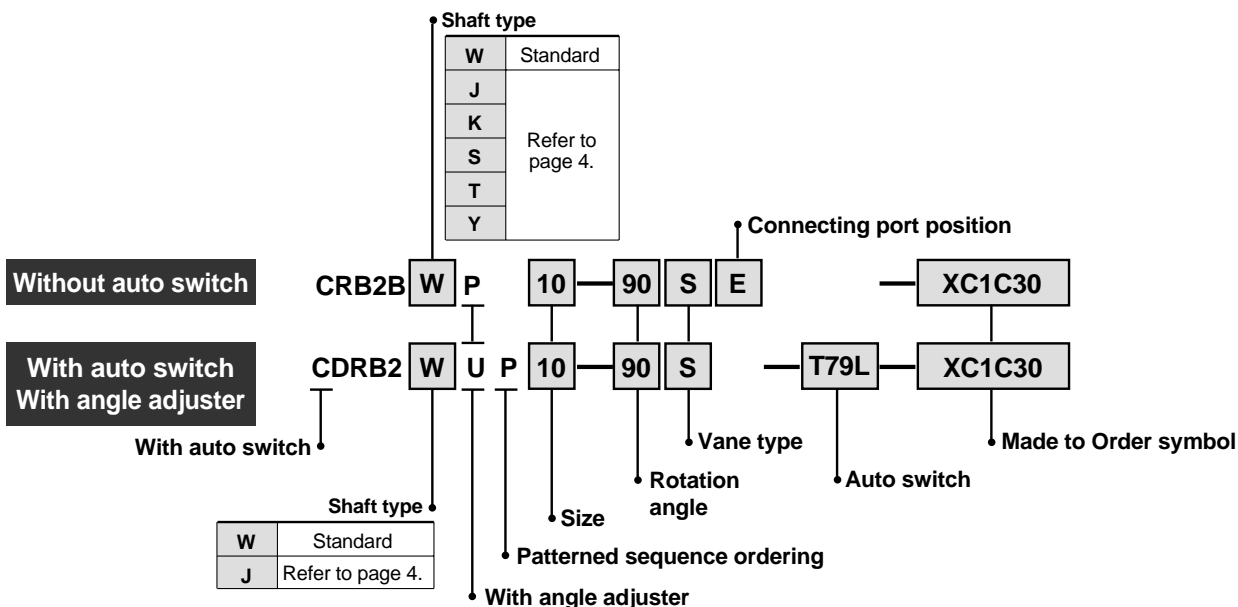 Shaft type
W Standard
J
K
S
T
Y
Refer to
page 4.
Connecting port position
Without auto switch
CRB2B W P 10 — 90 S E — XC1C30
With auto switch
With angle adjuster
CDRB2 W U P 10 — 90 S — T79L — XC1C30
With auto switch
Vane type
Made to Order symbol
Rotation
angle
Auto switch
Shaft type
W Standard
J Refer to page 4.
Size
Patterned sequence ordering
With angle adjuster